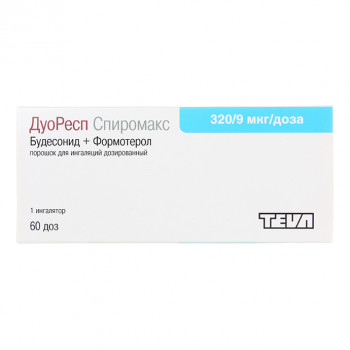 ДуоРесп Спиромакс
320/9 мкг/доза
Будесонид + Формотерол
порошок для ингаляций дозированный
1 ингалятор
60 доз
TEVA